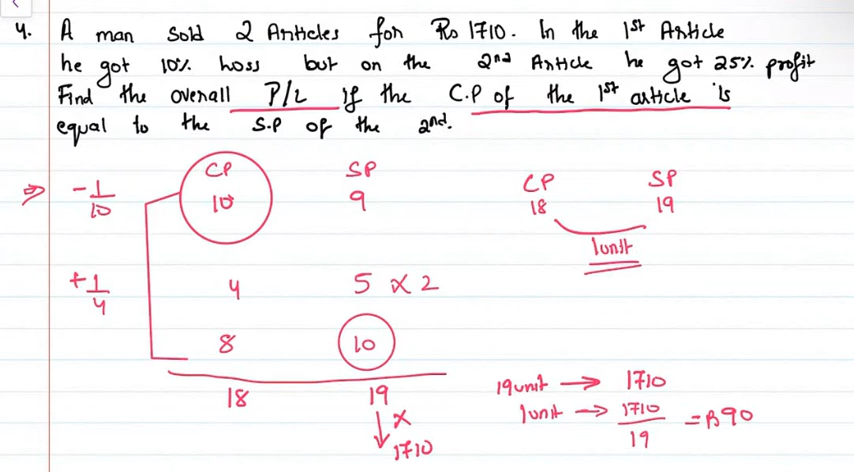 4. A man sold 2 Articles for Rs 1710. In the 1st Article
he got 10% loss but on the 2nd Article he got 25% profit
Find the overall P/L if the C.P of the 1st article is
equal to the S.P of the 2nd.
CP SP CP SP
⇒ -1/10 10 9 18 19
1unit
+1/4 4 5 x 2
8 10
18 19
19unit → 1710
x 1unit → 1710/19 = Rs 90
1710